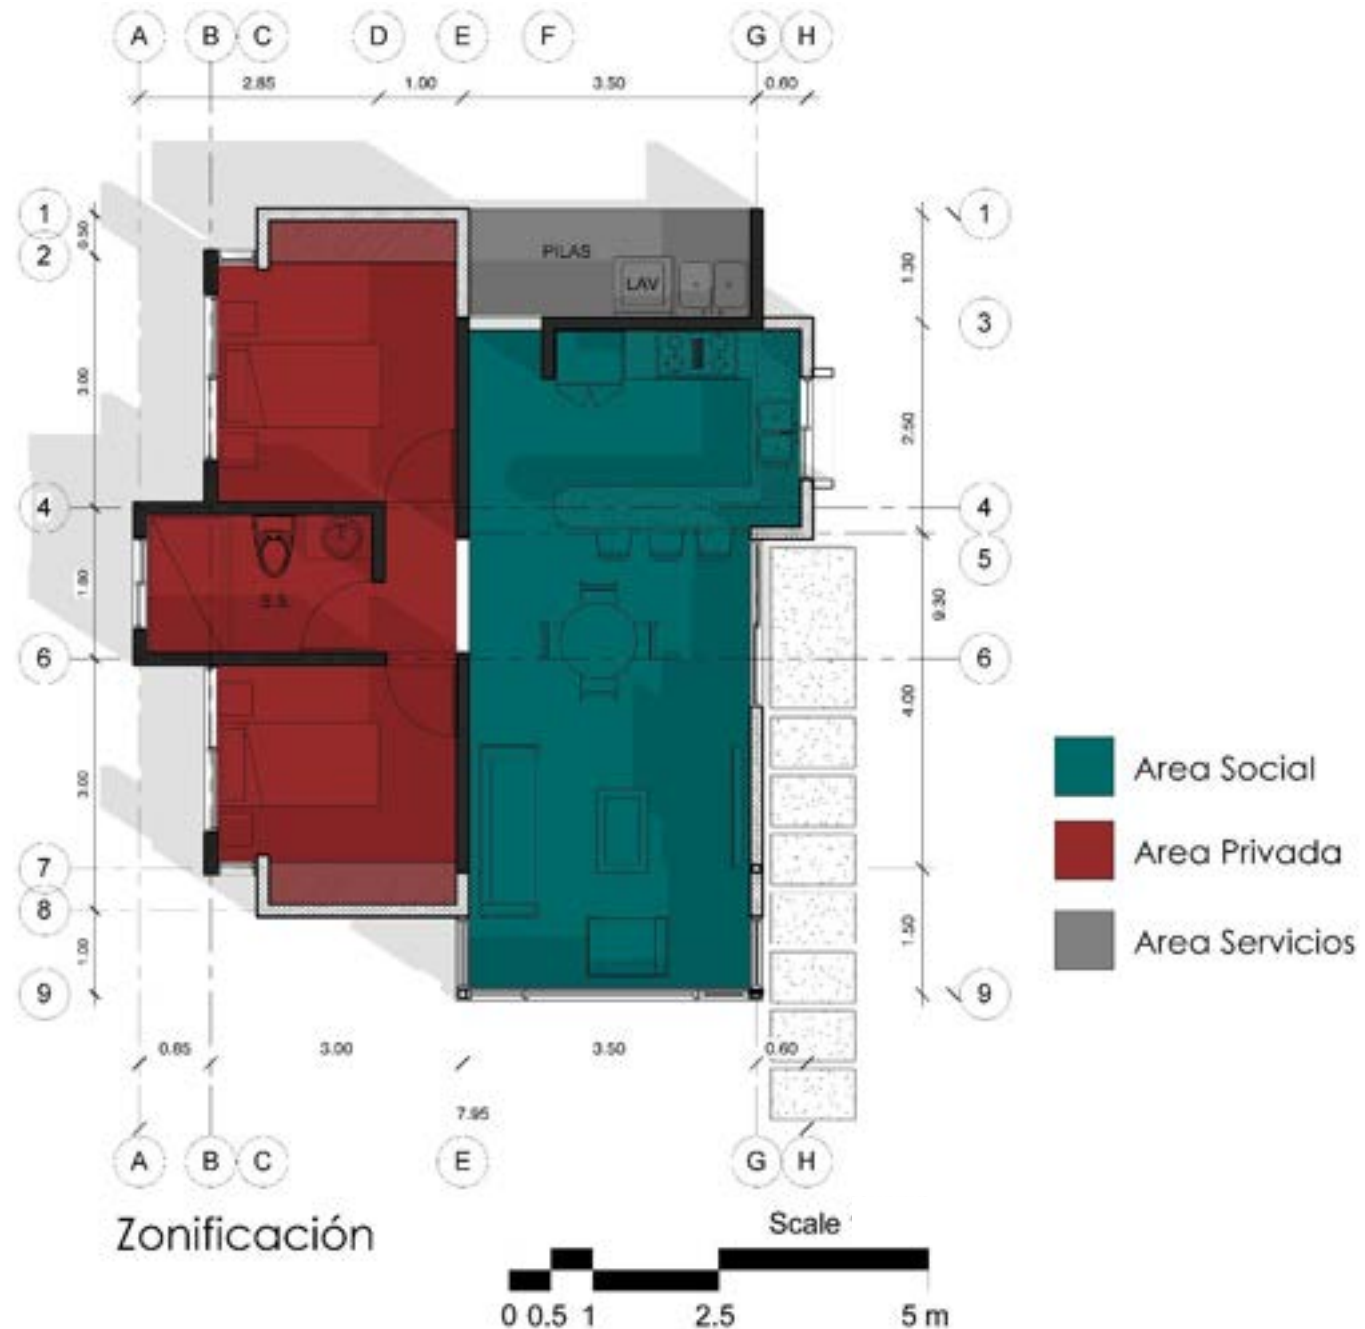 A B C D E F G H
2.85 1.00 3.50 0.60
1 1
0.50
2
PILAS
LAV
1.30
3
3.00
2.50
4 4
5
1.80
S.S.
9.30
6 6
4.00
3.00
Area Social
Area Privada
7 7
8
1.00
1.50
Area Servicios
9 9
0.65 3.00 3.50 0.60
7.95
A B C E G H
Zonificación
Scale
0 0.5 1 2.5 5 m